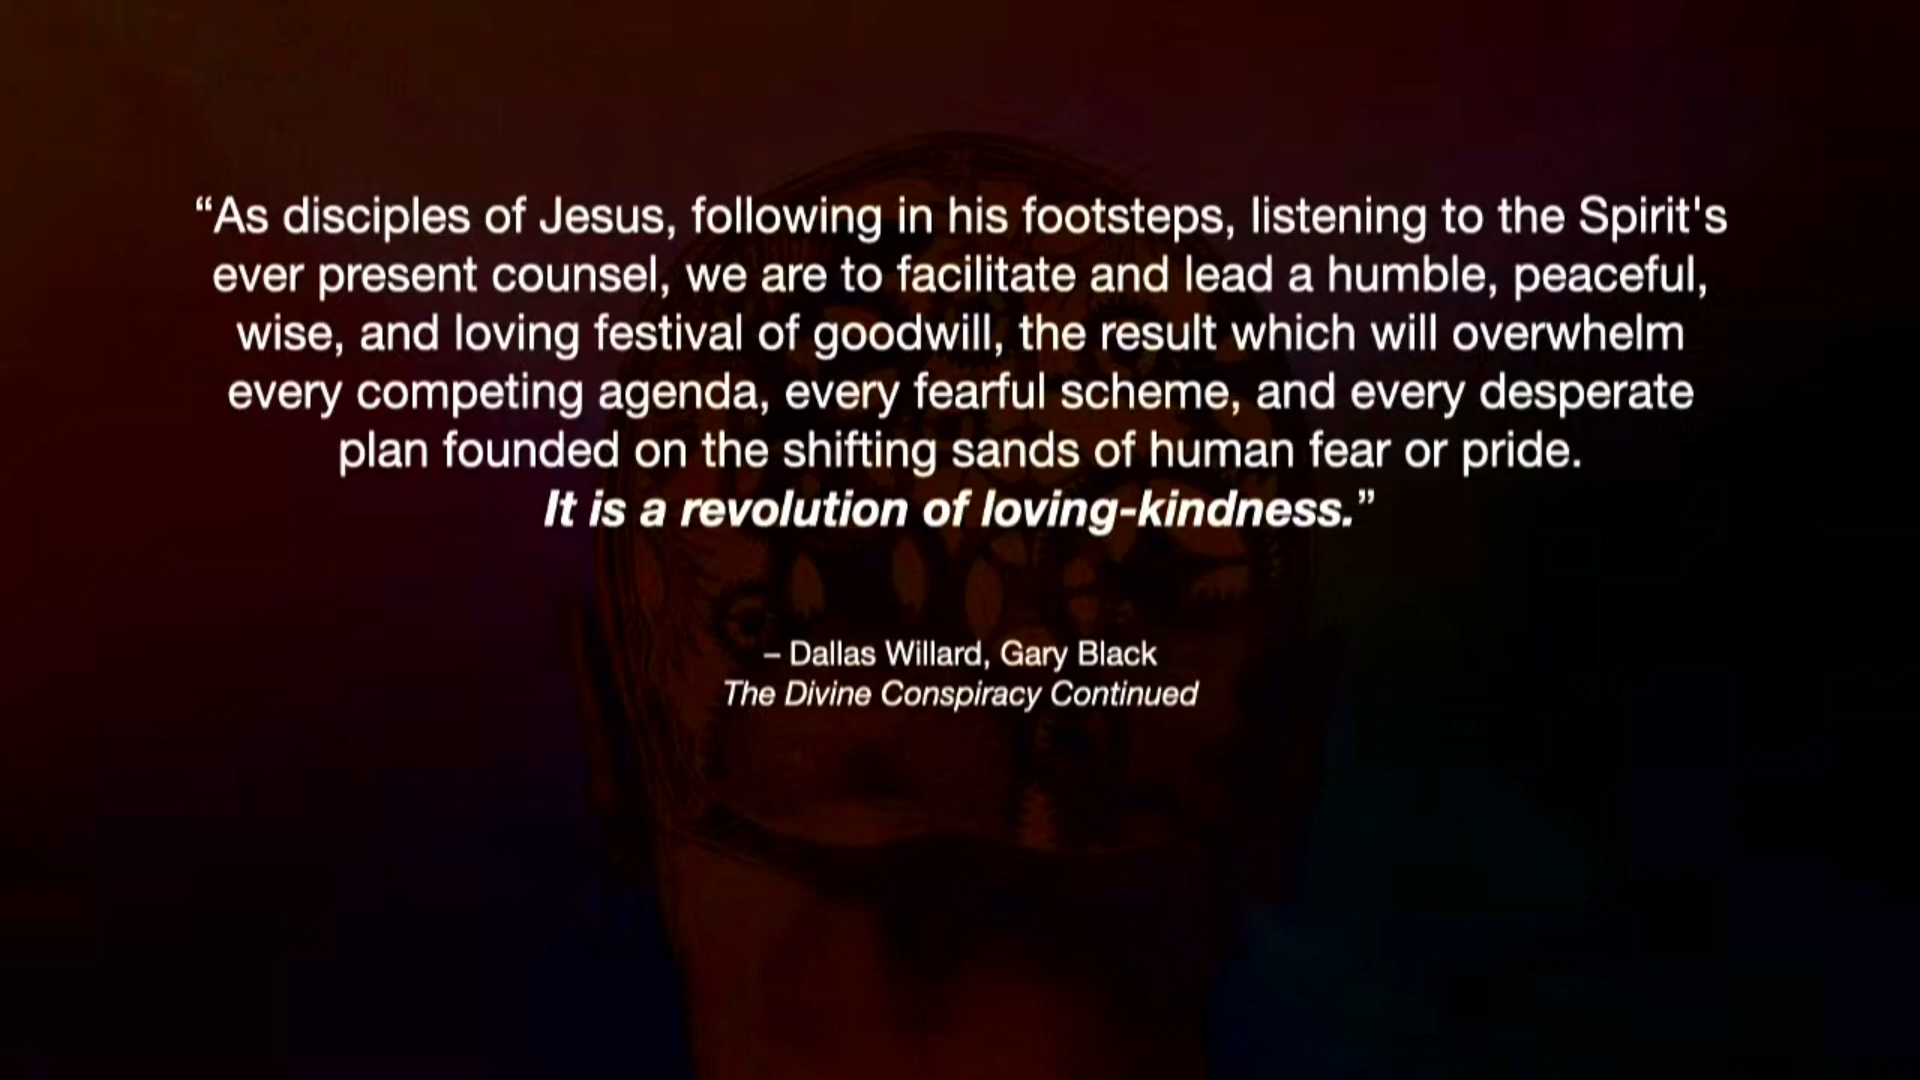 “As disciples of Jesus, following in his footsteps, listening to the Spirit's
ever present counsel, we are to facilitate and lead a humble, peaceful,
wise, and loving festival of goodwill, the result which will overwhelm
every competing agenda, every fearful scheme, and every desperate
plan founded on the shifting sands of human fear or pride.
It is a revolution of loving-kindness.”
– Dallas Willard, Gary Black
The Divine Conspiracy Continued